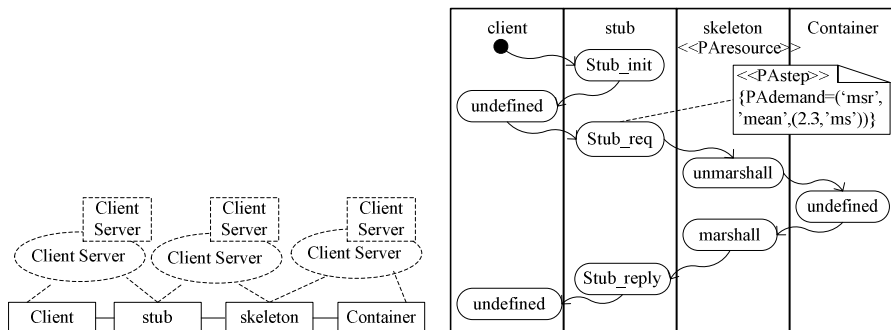 Client
Server
Client
Server
Client
Server
Client Server
Client Server
Client Server
Client
stub
skeleton
Container
client
stub
skeleton
<<PAresource>>
Container
Stub_init
<<PAstep>>
{PAdemand=(‘msr’,
’mean’,(2.3,’ms’))}
undefined
Stub_req
unmarshall
undefined
marshall
Stub_reply
undefined